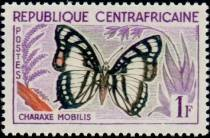 REPUBLIQUE CENTRAFRICAINE
POSTES
CHARAXE MOBILIS
1F